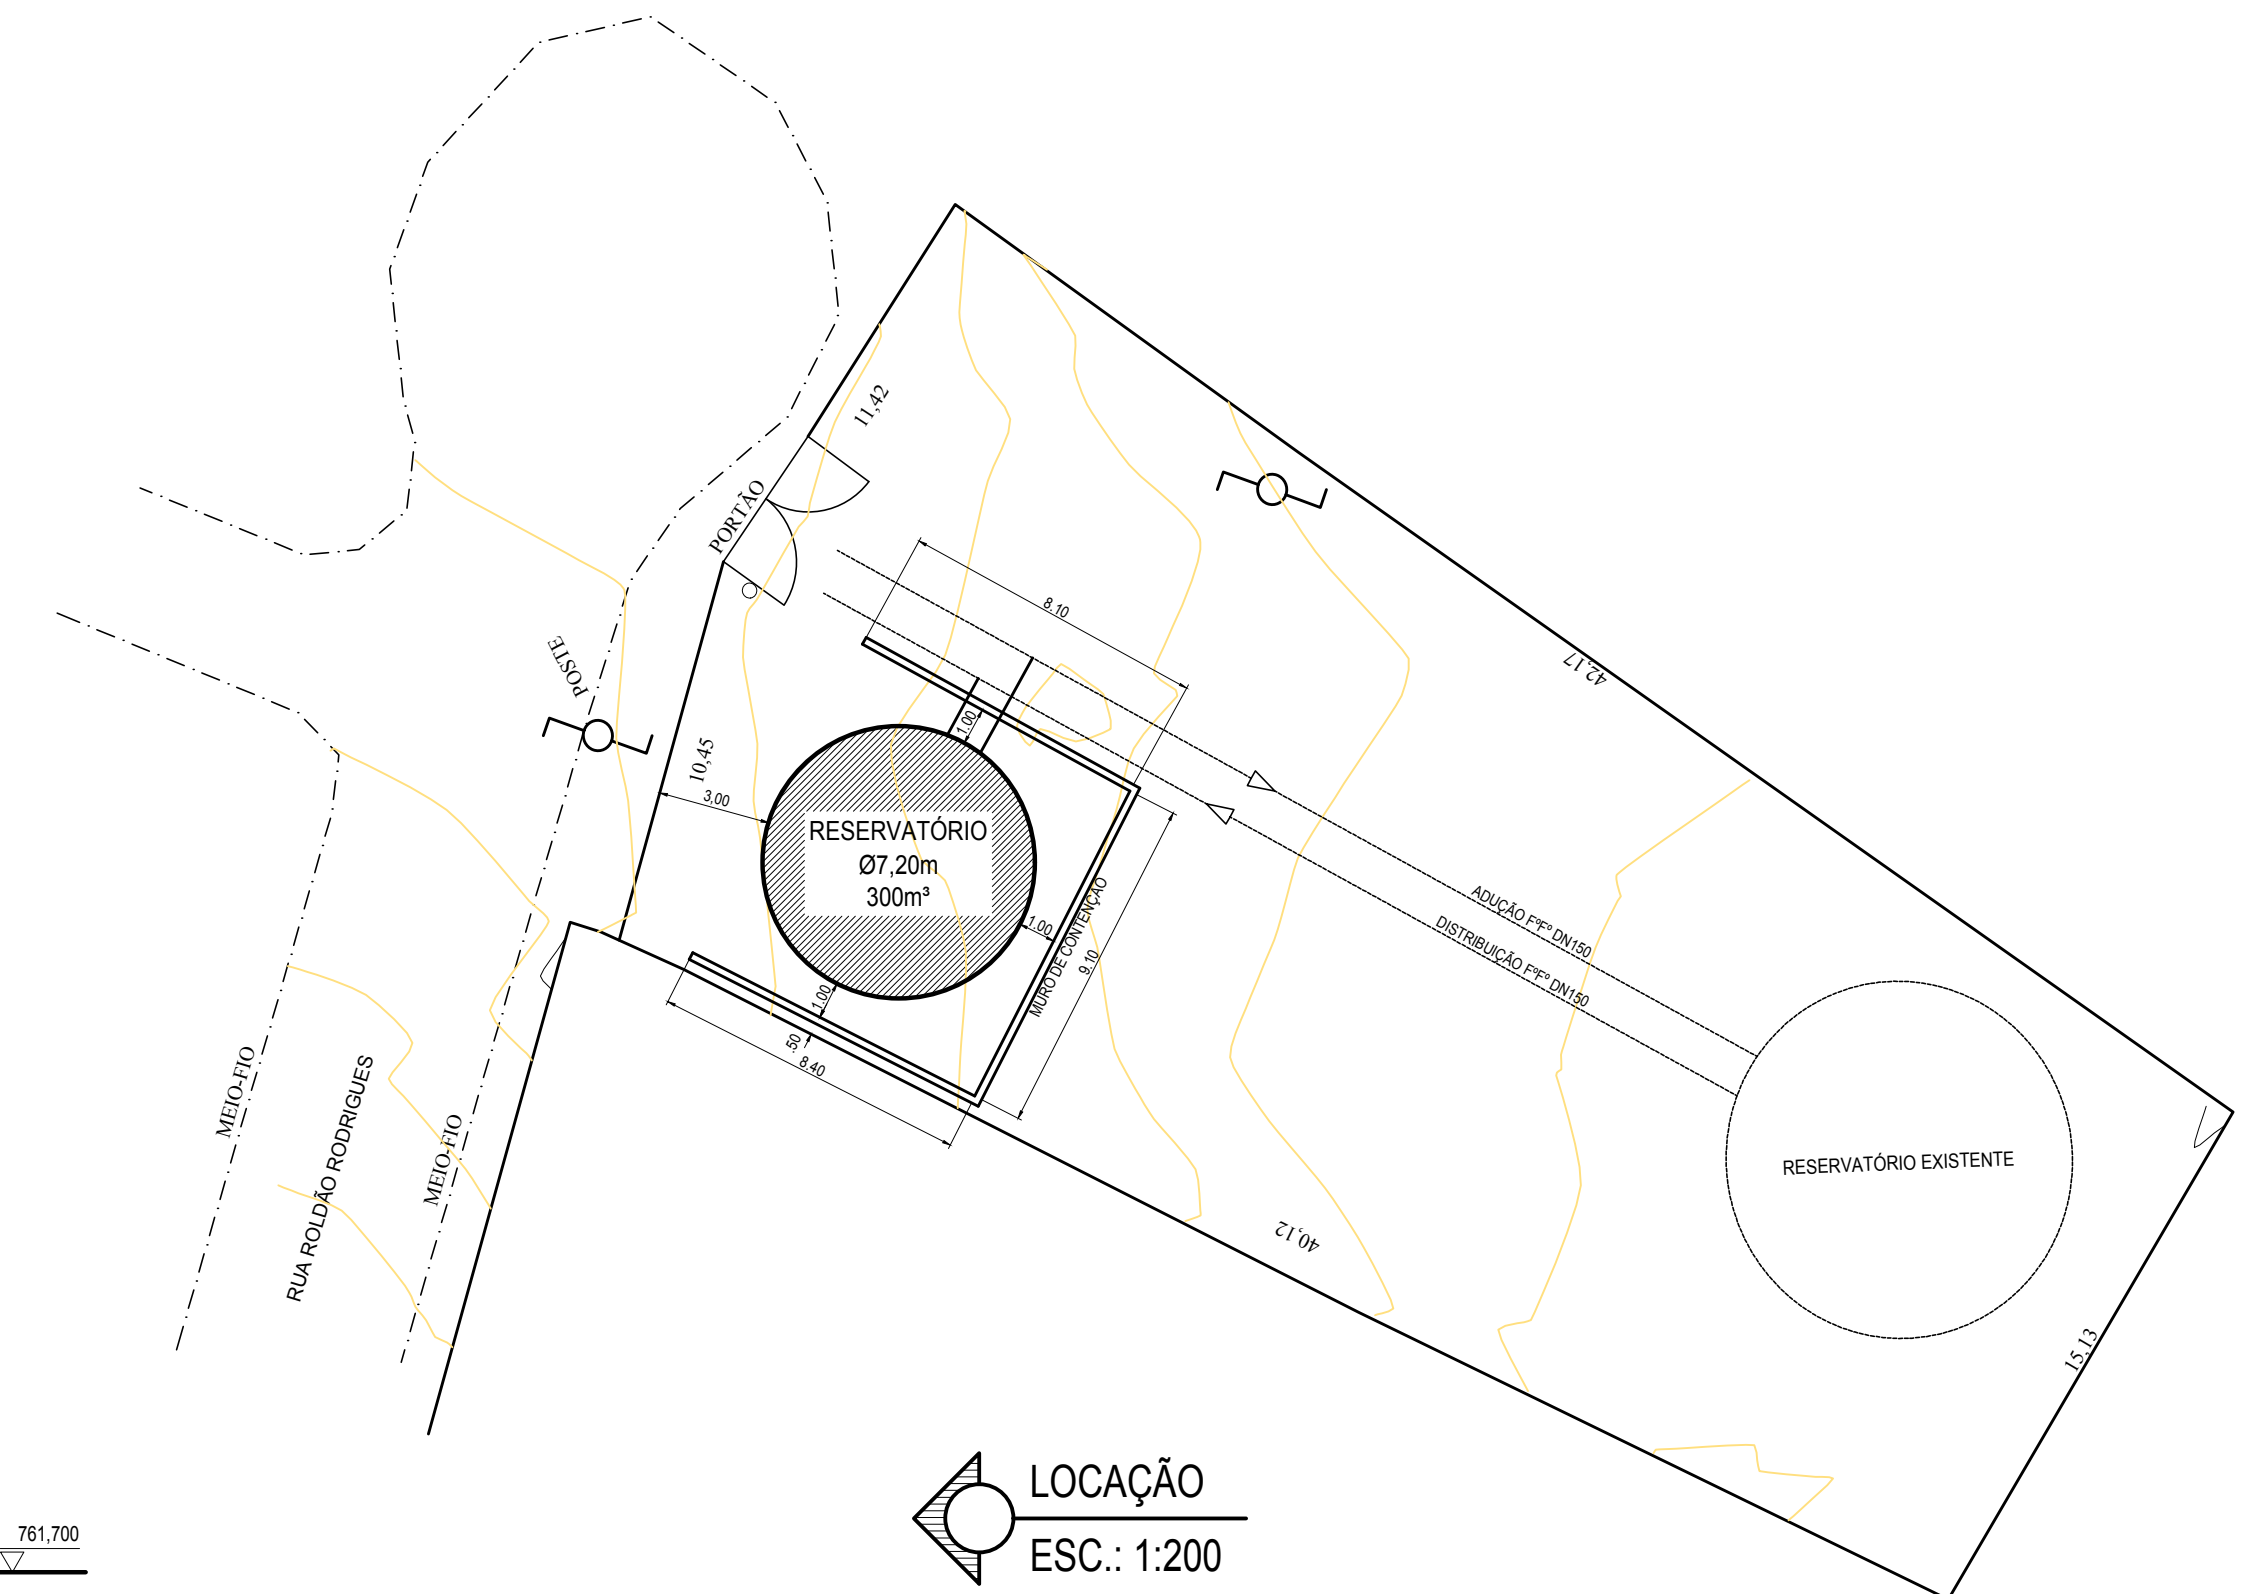 11,42
PORTÃO
8.10
POSTE
42,17
1.00
10,45
3,00
RESERVATÓRIO
Ø7,20m
300m³
1.00
MURO DE CONTENÇÃO
9.10
ADUÇÃO FºFº DN150
DISTRIBUIÇÃO FºFº DN150
1.00
.50
8.40
MEIO-FIO
RUA ROLDÃO RODRIGUES
MEIO-FIO
RESERVATÓRIO EXISTENTE
40,12
15,13
LOCAÇÃO
ESC.: 1:200
761,700